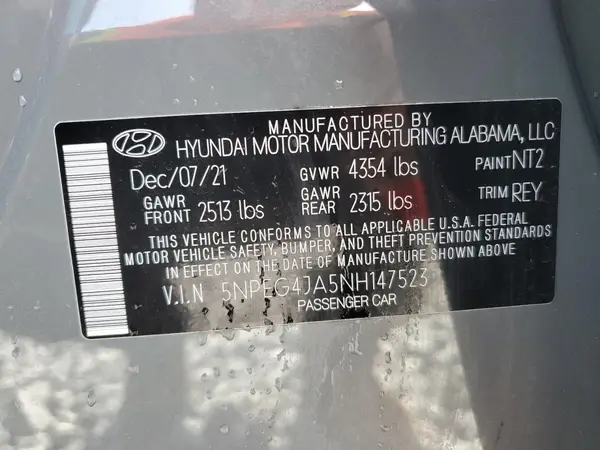 MANUFACTURED BY
HYUNDAI MOTOR MANUFACTURING ALABAMA, LLC
Dec/07/21 GVWR 4354 lbs PAINT NT2
GAWR FRONT 2513 lbs GAWR REAR 2315 lbs TRIM REY
THIS VEHICLE CONFORMS TO ALL APPLICABLE U.S.A. FEDERAL
MOTOR VEHICLE SAFETY, BUMPER, AND THEFT PREVENTION STANDARDS
IN EFFECT ON THE DATE OF MANUFACTURE SHOWN ABOVE
V.I.N 5NPEG4JA5NH147523
PASSENGER CAR